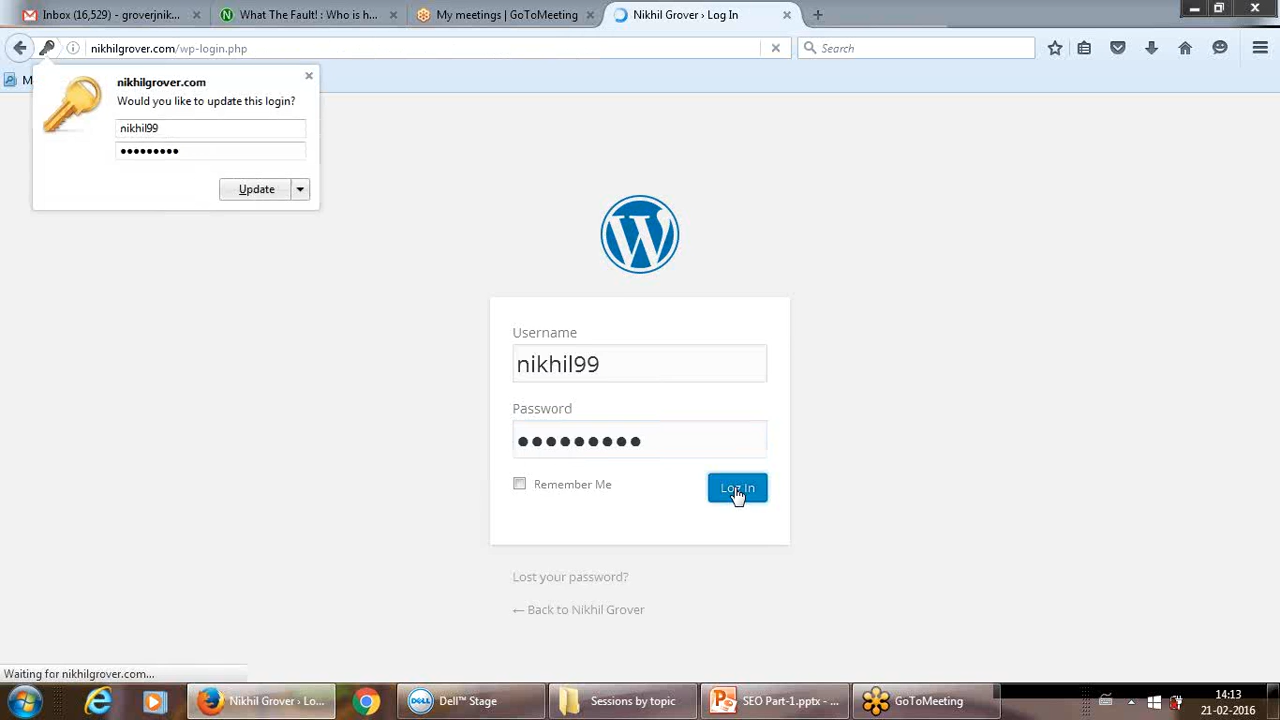 Inbox (16,529) - groverjnik...
What The Fault! : Who's h...
My meetings | GoToMeeting
Nikhil Grover › Log In
nikhilgrover.com/wp-login.php
Search
M
nikhilgrover.com
Would you like to update this login?
nikhil99
•••••••••
Update
Username
nikhil99
Password
•••••••••
Remember Me
Log In
Lost your password?
← Back to Nikhil Grover
Waiting for nikhilgrover.com...
Nikhil Grover › Lo...
Dell™ Stage
Sessions by topic
SEO Part-1.pptx - ...
GoToMeeting
14:13
21-02-2016